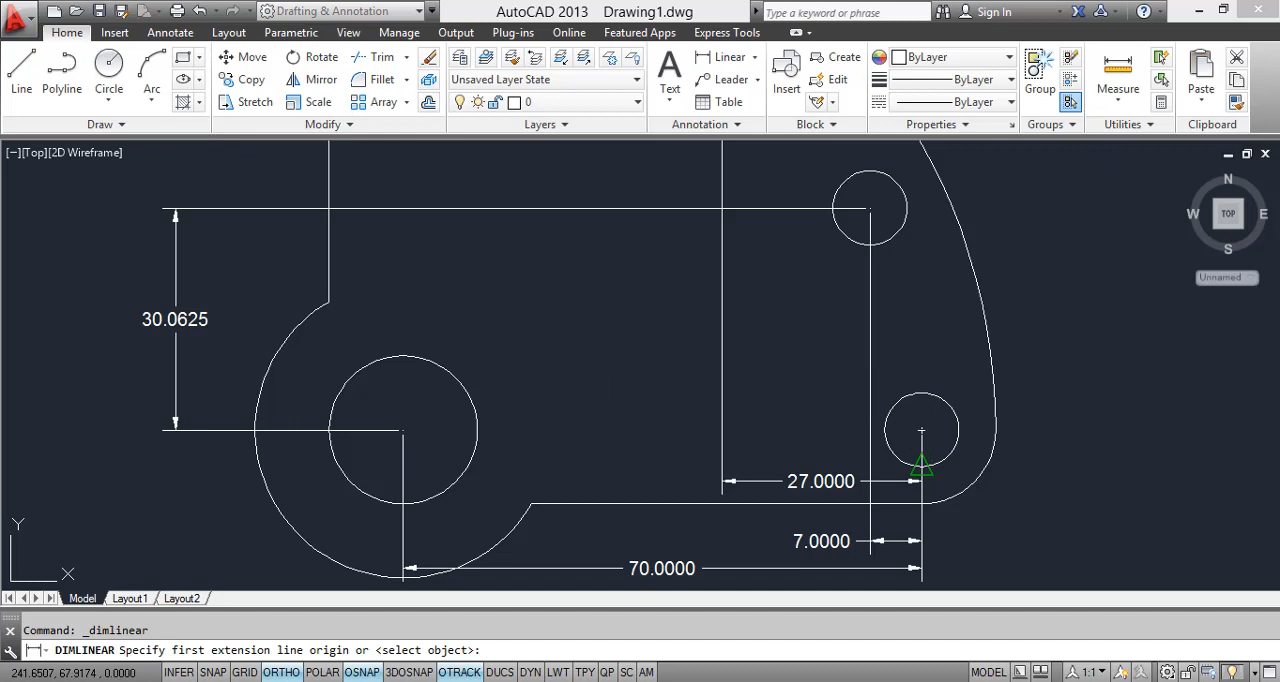 Drafting & Annotation
AutoCAD 2013 Drawing1.dwg
Type a keyword or phrase
Sign In
Home Insert Annotate Layout Parametric View Manage Output Plug-ins Online Featured Apps Express Tools
Line
Polyline
Circle
Arc
Draw
Move Rotate Trim
Copy Mirror Fillet
Stretch Scale Array
Modify
Unsaved Layer State
0
Layers
Text
Linear
Leader
Table
Annotation
Insert
Create
Edit
Block
ByLayer
ByLayer
ByLayer
Properties
Group
Groups
Measure
Utilities
Paste
Clipboard
[−][Top][2D Wireframe]
N
W TOP E
S
Unnamed
30.0625
27.0000
7.0000
70.0000
Y
X
Model Layout1 Layout2
Command: _dimlinear
DIMLINEAR Specify first extension line origin or <select object>:
241.6507, 67.9174, 0.0000 INFER SNAP GRID ORTHO POLAR OSNAP 3DOSNAP OTRACK DUCS DYN LWT TPY QP SC AM MODEL 1:1